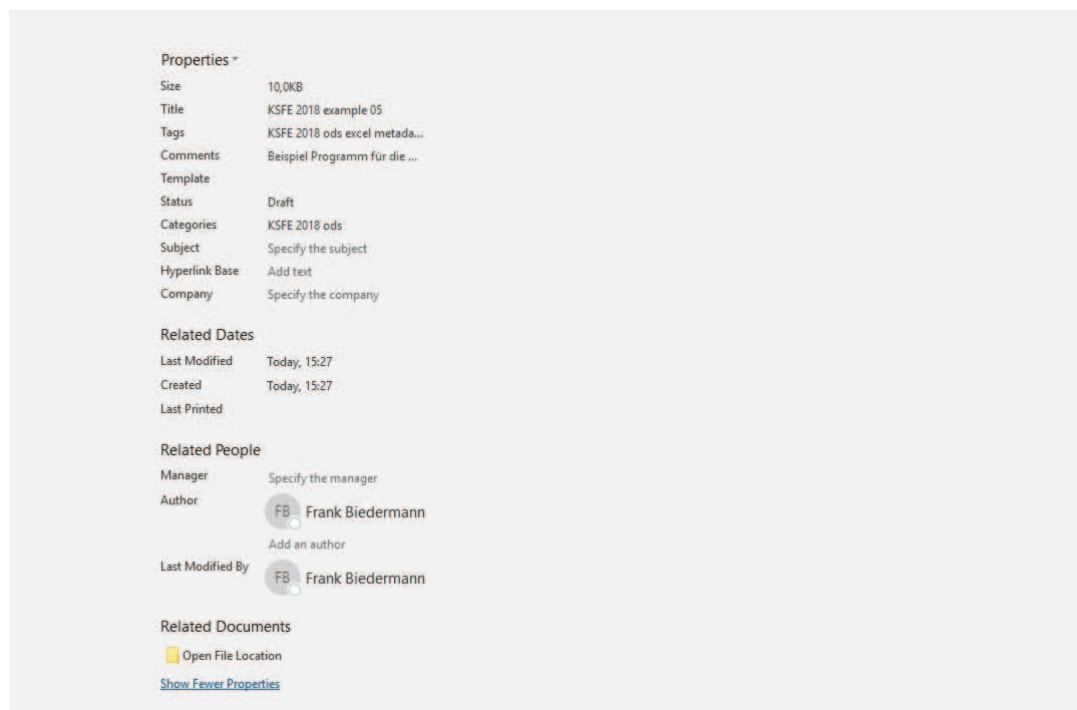 Properties
Size 10,0KB
Title KSFE 2018 example 05
Tags KSFE 2018 ods excel metada...
Comments Beispiel Programm für die ...
Template
Status Draft
Categories KSFE 2018 ods
Subject Specify the subject
Hyperlink Base Add text
Company Specify the company
Related Dates
Last Modified Today, 15:27
Created Today, 15:27
Last Printed
Related People
Manager Specify the manager
Author
FB Frank Biedermann
Add an author
Last Modified By
FB Frank Biedermann
Related Documents
Open File Location
Show Fewer Properties